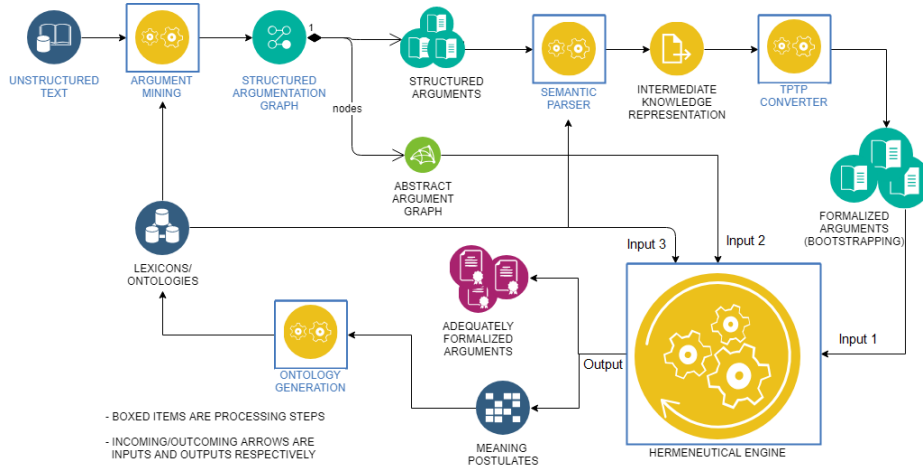 1
UNSTRUCTURED
TEXT
ARGUMENT
MINING
STRUCTURED
ARGUMENTATION
GRAPH
nodes
STRUCTURED
ARGUMENTS
SEMANTIC
PARSER
INTERMEDIATE
KNOWLEDGE
REPRESENTATION
TPTP
CONVERTER
ABSTRACT
ARGUMENT
GRAPH
FORMALIZED
ARGUMENTS
(BOOTSTRAPPING)
LEXICONS/
ONTOLOGIES
Input 3
Input 2
ADEQUATELY
FORMALIZED
ARGUMENTS
Input 1
Output
ONTOLOGY
GENERATION
MEANING
POSTULATES
HERMENEUTICAL ENGINE
- BOXED ITEMS ARE PROCESSING STEPS
- INCOMING/OUTCOMING ARROWS ARE
INPUTS AND OUTPUTS RESPECTIVELY